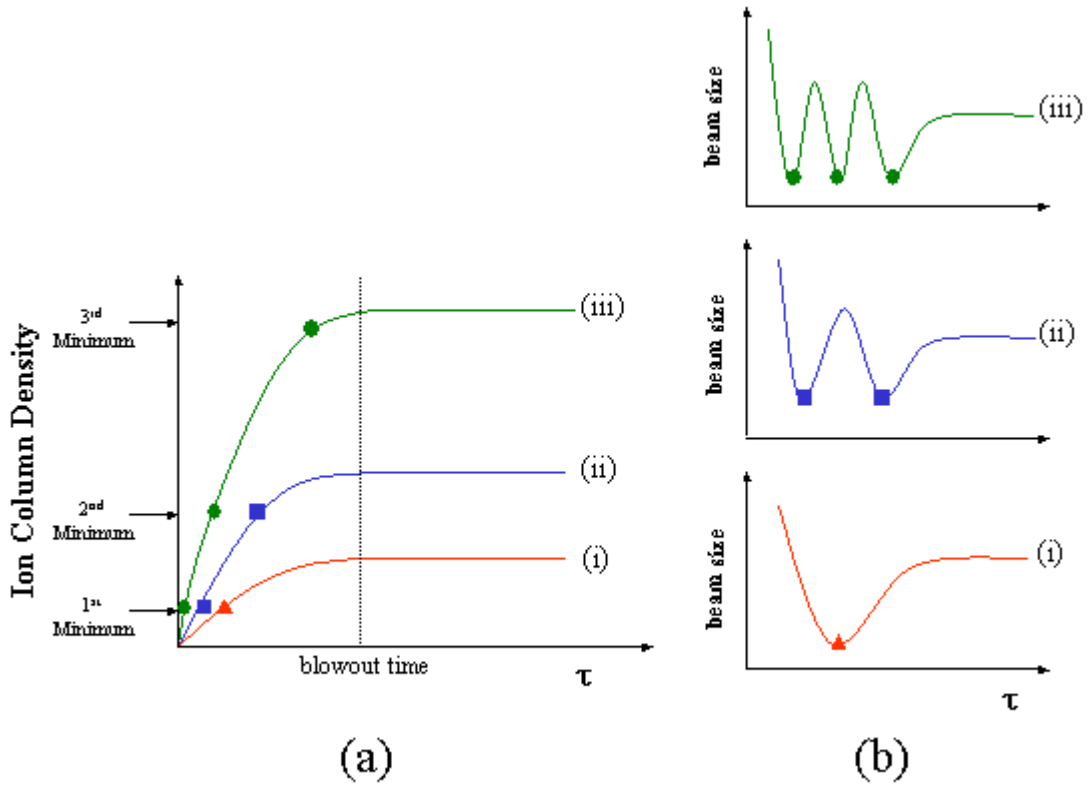 Ion Column Density
3rd
Minimum
2nd
Minimum
1st
Minimum
(iii)
(ii)
(i)
blowout time
τ
(a)
beam size
(iii)
beam size
(ii)
beam size
(i)
τ
(b)